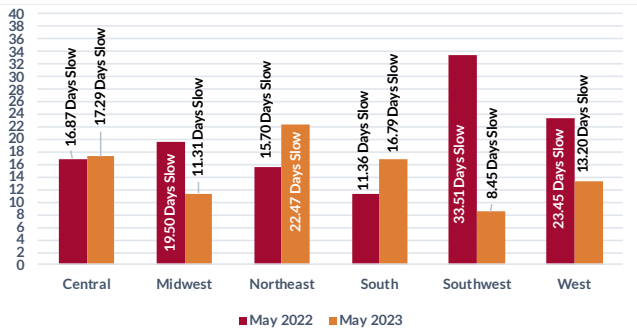 40
38
36
34
32
30
28
26
24
22
20
18
16
14
12
10
8
6
4
2
0
16.87 Days Slow
17.29 Days Slow
19.50 Days Slow
11.31 Days Slow
15.70 Days Slow
22.47 Days Slow
11.36 Days Slow
16.79 Days Slow
33.51 Days Slow
8.45 Days Slow
23.45 Days Slow
13.20 Days Slow
Central Midwest Northeast South Southwest West
May 2022 May 2023